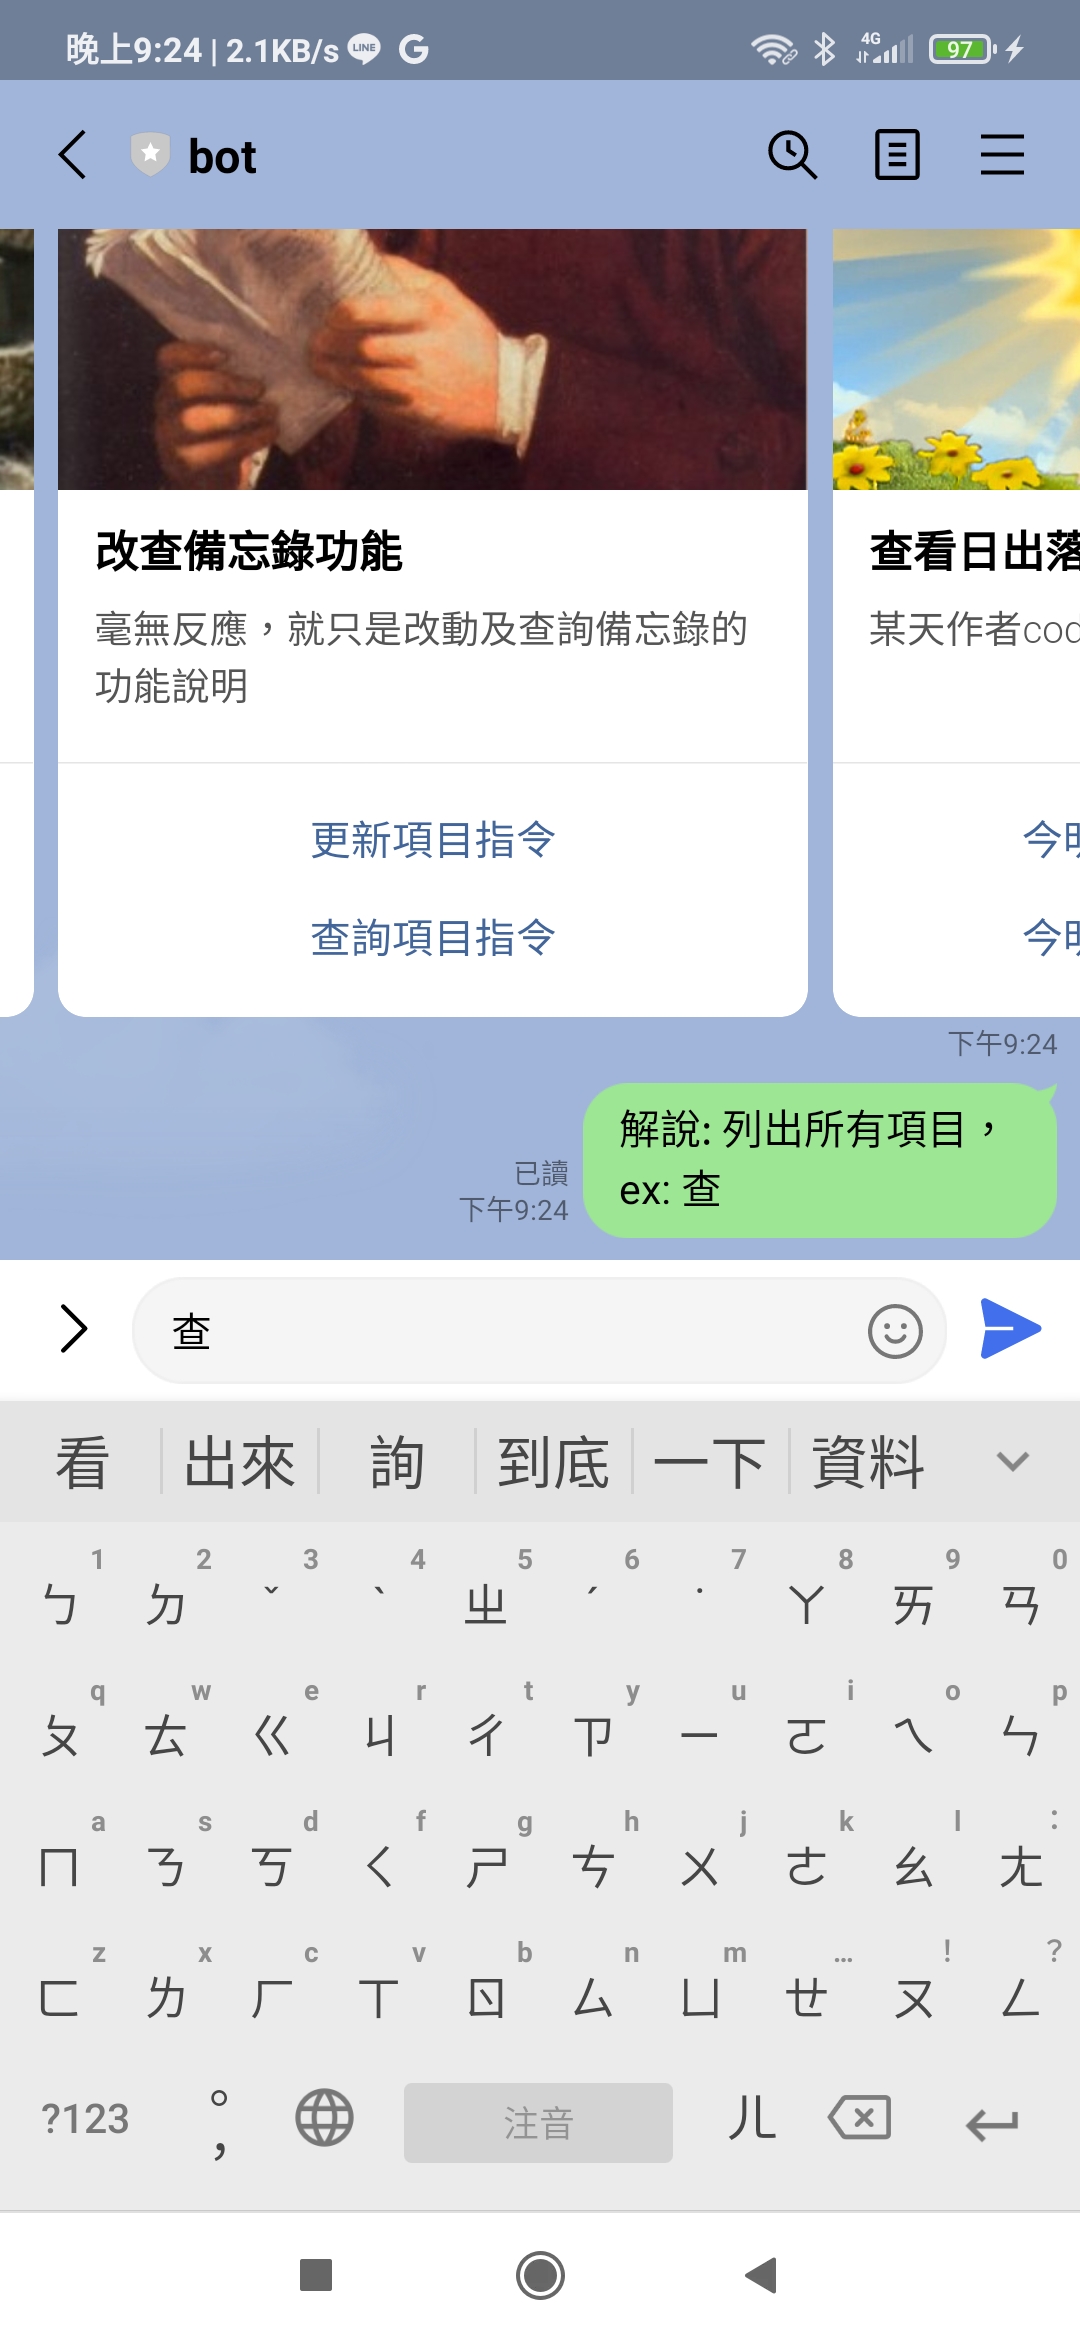 晚上9:24 | 2.1KB/s LINE G 4G 97
bot
改查備忘錄功能
毫無反應，就只是改動及查詢備忘錄的
功能說明
更新項目指令
查詢項目指令
查看日出落
某天作者cod
今明
今明
下午9:24
解說: 列出所有項目，
ex: 查
已讀
下午9:24
查
看 出來 詢 到底 一下 資料
1 2 3 4 5 6 7 8 9 0
ㄅ ㄉ ˇ ˋ ㄓ ˊ ˙ ㄚ ㄞ ㄢ
q w e r t y u i o p
ㄆ ㄊ ㄍ ㄐ ㄔ ㄗ ㄧ ㄛ ㄟ ㄣ
a s d f g h j k l :
ㄇ ㄋ ㄎ ㄑ ㄕ ㄘ ㄨ ㄜ ㄠ ㄤ
z x c v b n m … ! ?
ㄈ ㄌ ㄏ ㄒ ㄖ ㄙ ㄩ ㄝ ㄡ ㄥ
?123 。 ， 注音 ㄦ